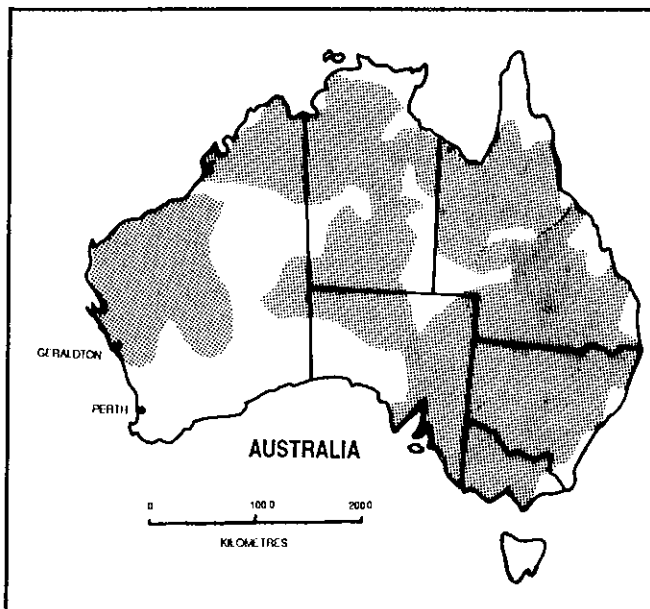 GERALDTON
PERTH
AUSTRALIA
0 1000 2000
KILOMETRES